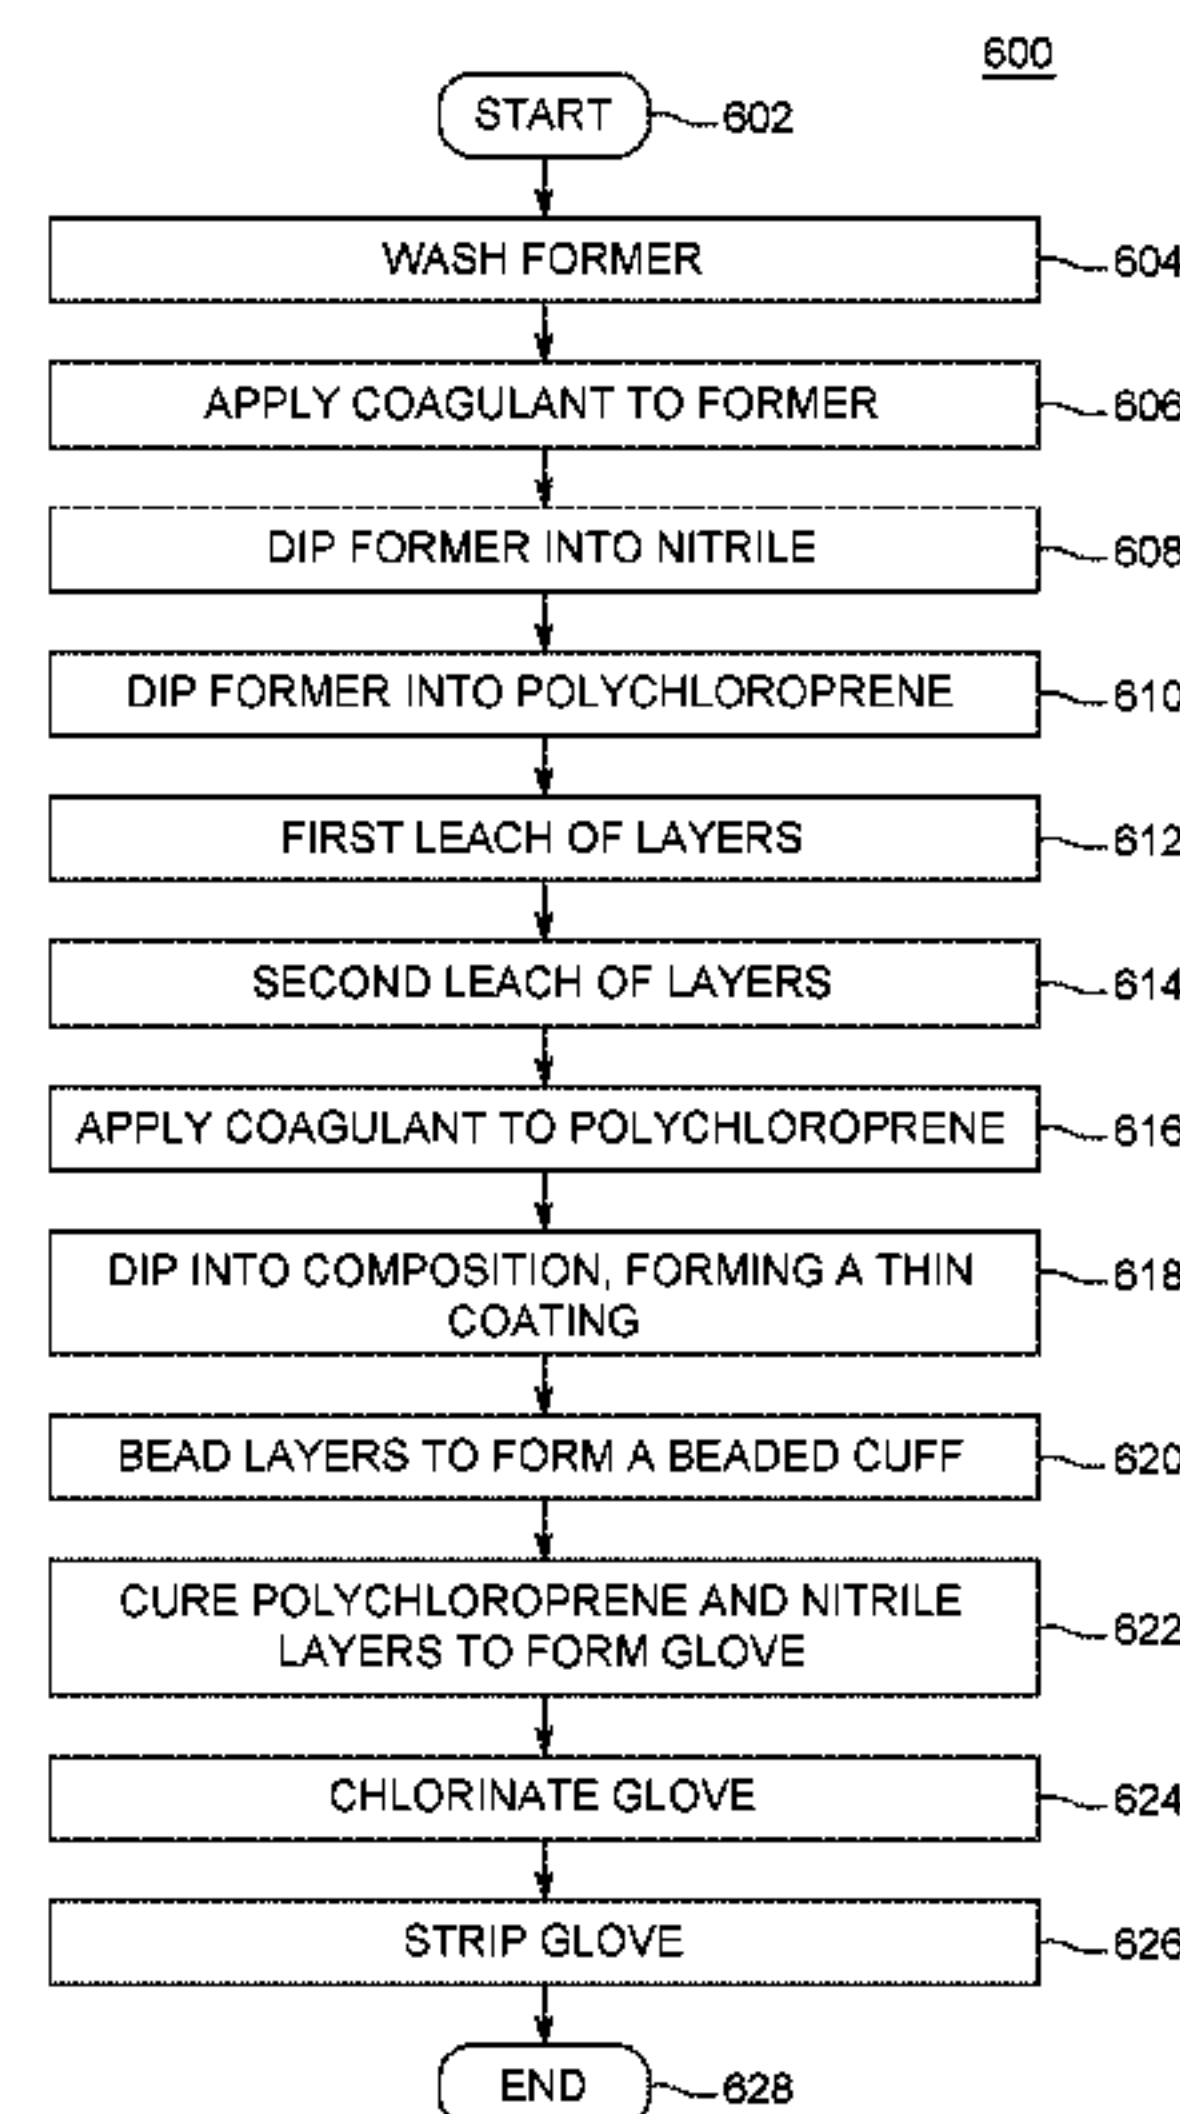 600
START
602
WASH FORMER
604
APPLY COAGULANT TO FORMER
606
DIP FORMER INTO NITRILE
608
DIP FORMER INTO POLYCHLOROPRENE
610
FIRST LEACH OF LAYERS
612
SECOND LEACH OF LAYERS
614
APPLY COAGULANT TO POLYCHLOROPRENE
616
DIP INTO COMPOSITION, FORMING A THIN
COATING
618
BEAD LAYERS TO FORM A BEADED CUFF
620
CURE POLYCHLOROPRENE AND NITRILE
LAYERS TO FORM GLOVE
622
CHLORINATE GLOVE
624
STRIP GLOVE
626
END
628